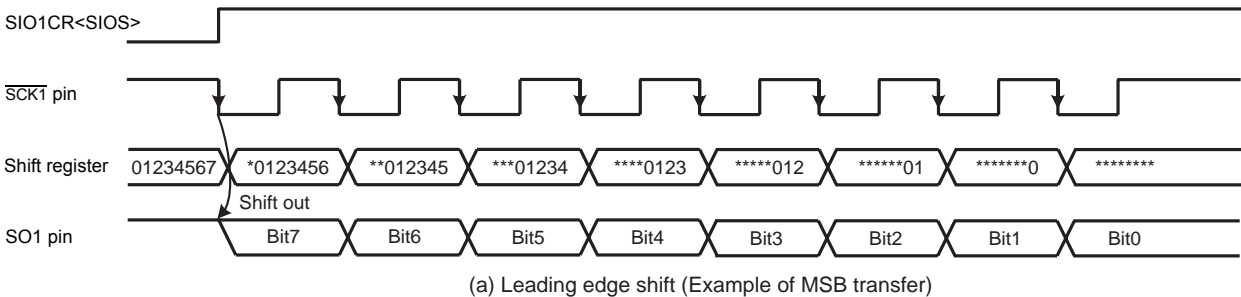 SIO1CR<SIOS>
SCK1 pin
Shift register 01234567 *0123456 **012345 ***01234 ****0123 *****012 ******01 *******0 ********
Shift out
SO1 pin Bit7 Bit6 Bit5 Bit4 Bit3 Bit2 Bit1 Bit0
(a) Leading edge shift (Example of MSB transfer)